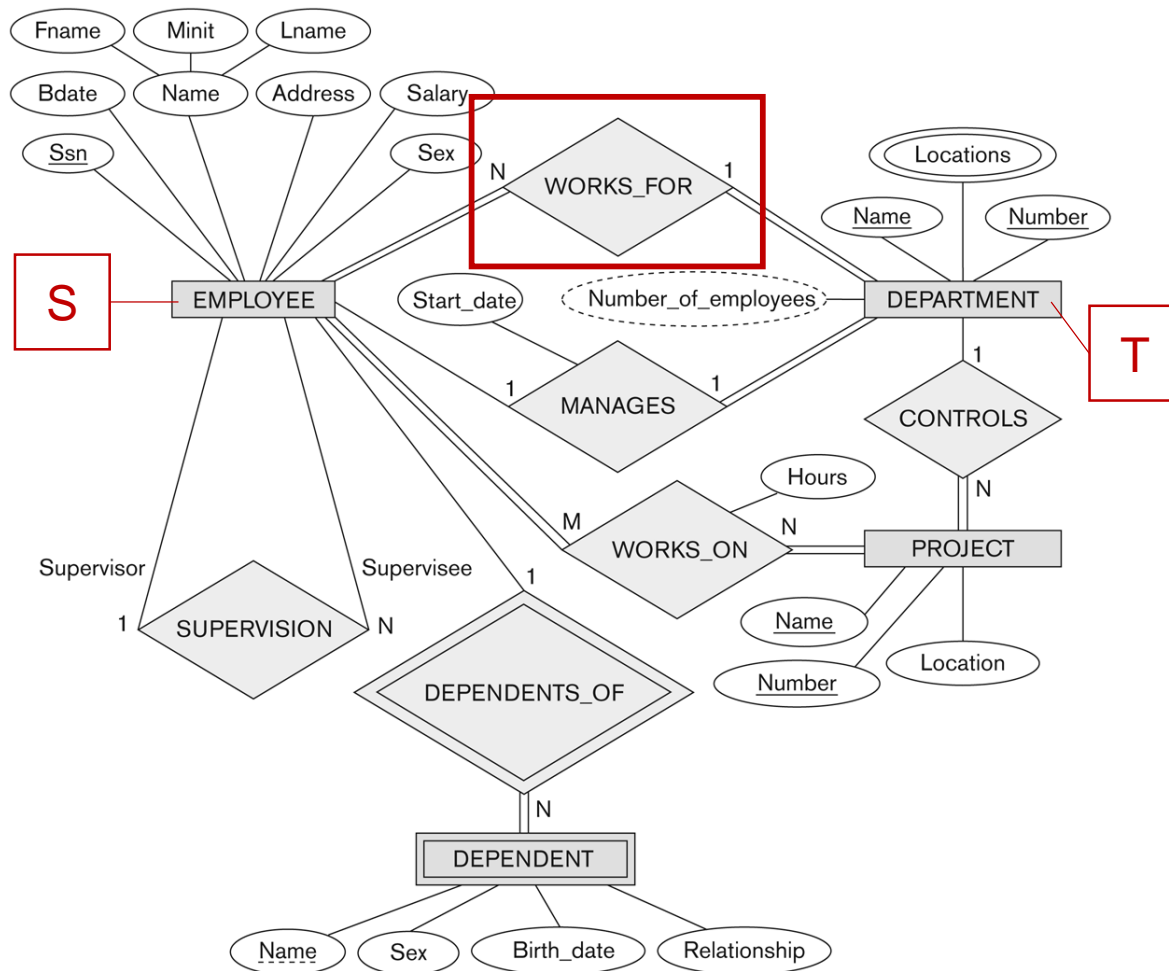 Fname
Minit
Lname
Bdate
Name
Address
Salary
Ssn
Sex
N
WORKS_FOR
1
Locations
Name
Number
S
EMPLOYEE
Start_date
Number_of_employees
DEPARTMENT
T
1
MANAGES
1
1
CONTROLS
N
Hours
M
WORKS_ON
N
PROJECT
Supervisor
Supervisee
1
SUPERVISION
N
1
Name
Number
Location
DEPENDENTS_OF
N
DEPENDENT
Name
Sex
Birth_date
Relationship